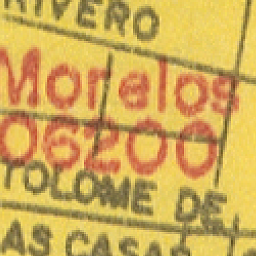 RIVERO
Morelos
06200
TOLOME DE
AS CASAS